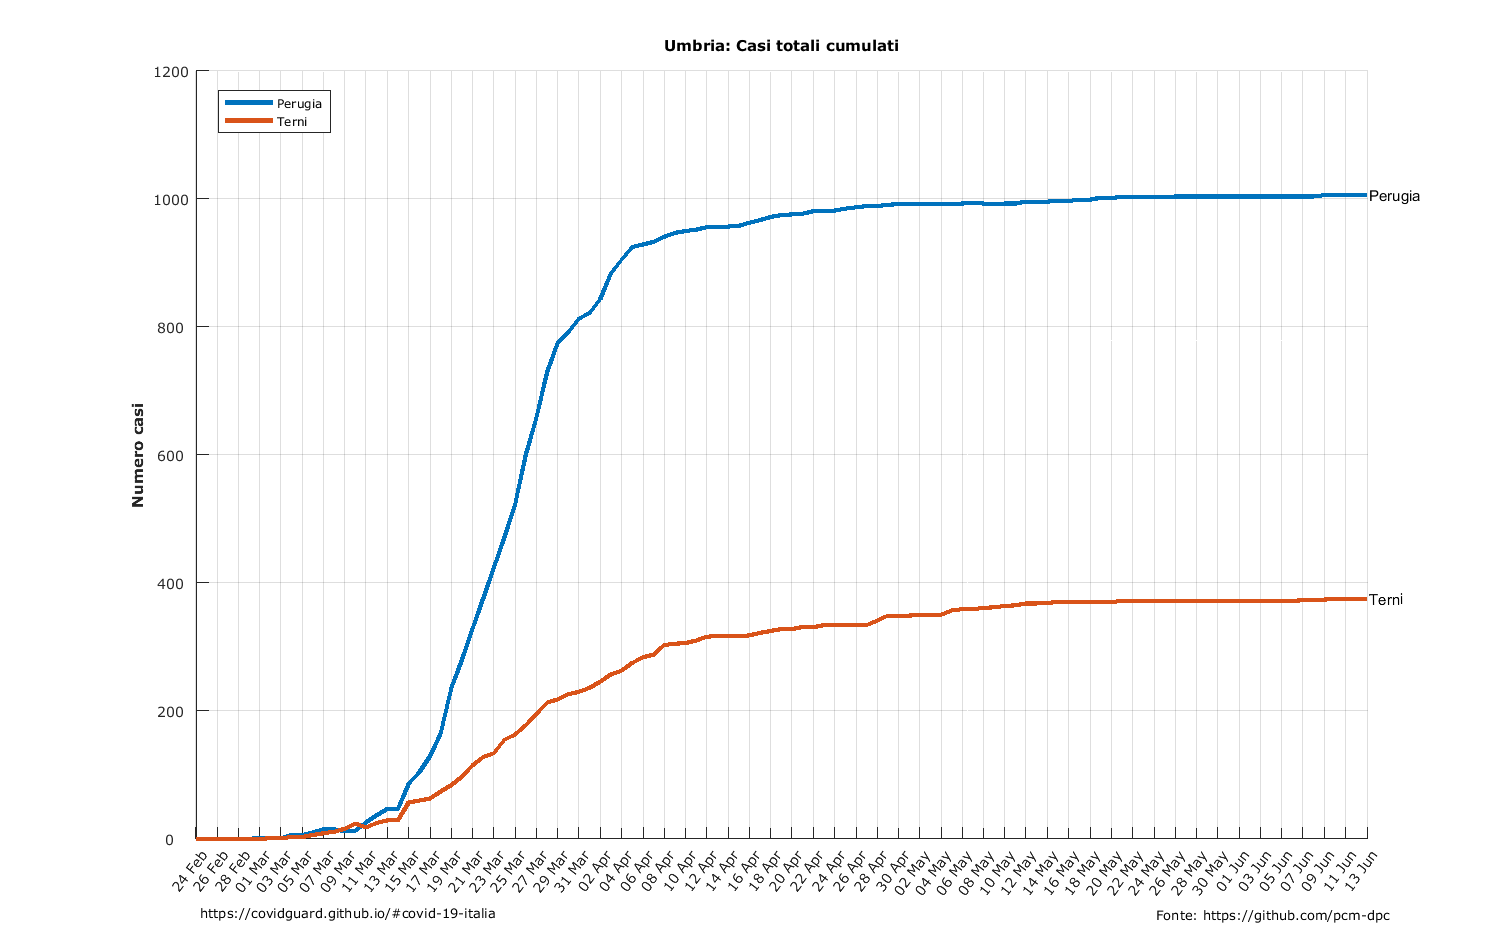 Umbria: Casi totali cumulati
1200
1000
800
600
400
200
0
Numero casi
Perugia
Terni
Perugia
Terni
24 Feb
26 Feb
28 Feb
01 Mar
03 Mar
05 Mar
07 Mar
09 Mar
11 Mar
13 Mar
15 Mar
17 Mar
19 Mar
21 Mar
23 Mar
25 Mar
27 Mar
29 Mar
31 Mar
02 Apr
04 Apr
06 Apr
08 Apr
10 Apr
12 Apr
14 Apr
16 Apr
18 Apr
20 Apr
22 Apr
24 Apr
26 Apr
28 Apr
30 Apr
02 May
04 May
06 May
08 May
10 May
12 May
14 May
16 May
18 May
20 May
22 May
24 May
26 May
28 May
30 May
01 Jun
03 Jun
05 Jun
07 Jun
09 Jun
11 Jun
13 Jun
https://covidguard.github.io/#covid-19-italia
Fonte: https://github.com/pcm-dpc